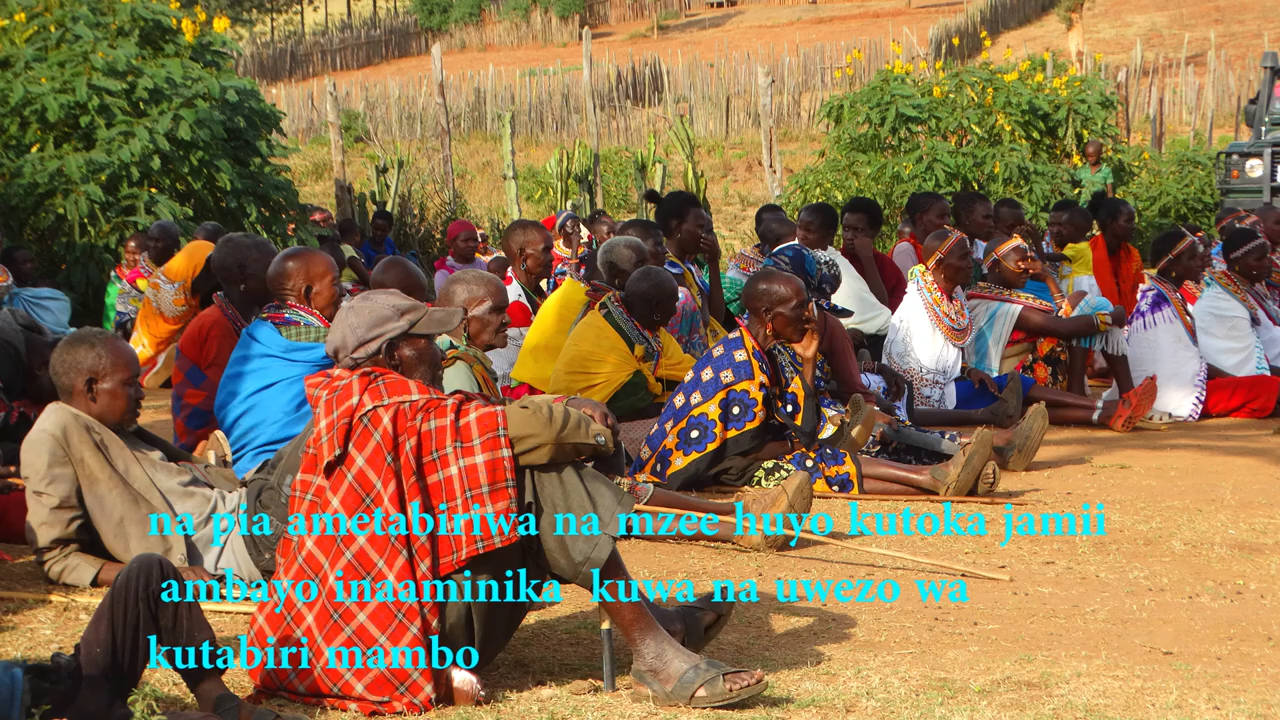 na pia ametabiriwa na mzee huyo kutoka jamii
ambayo inaaminika kuwa na uwezo wa
kutabiri mambo